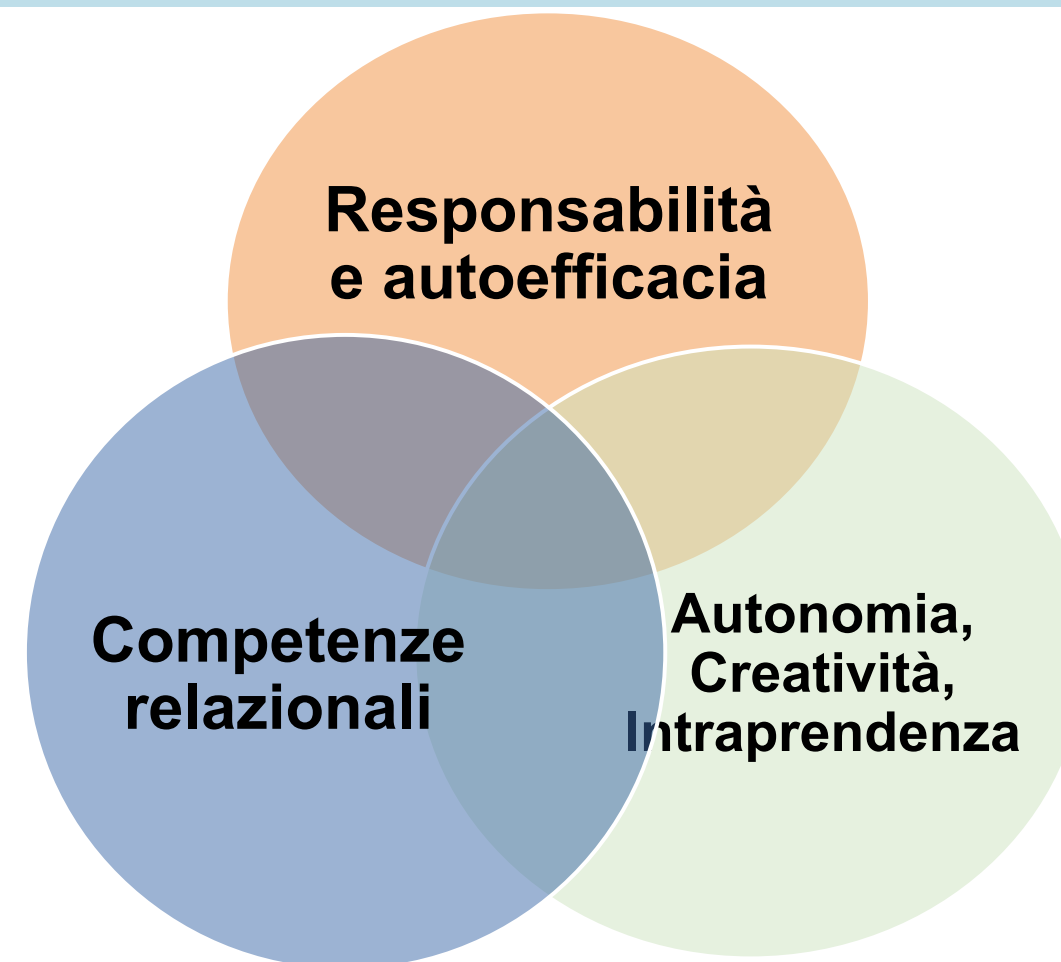 Responsabilità
e autoefficacia
Competenze
relazionali
Autonomia,
Creatività,
Intraprendenza